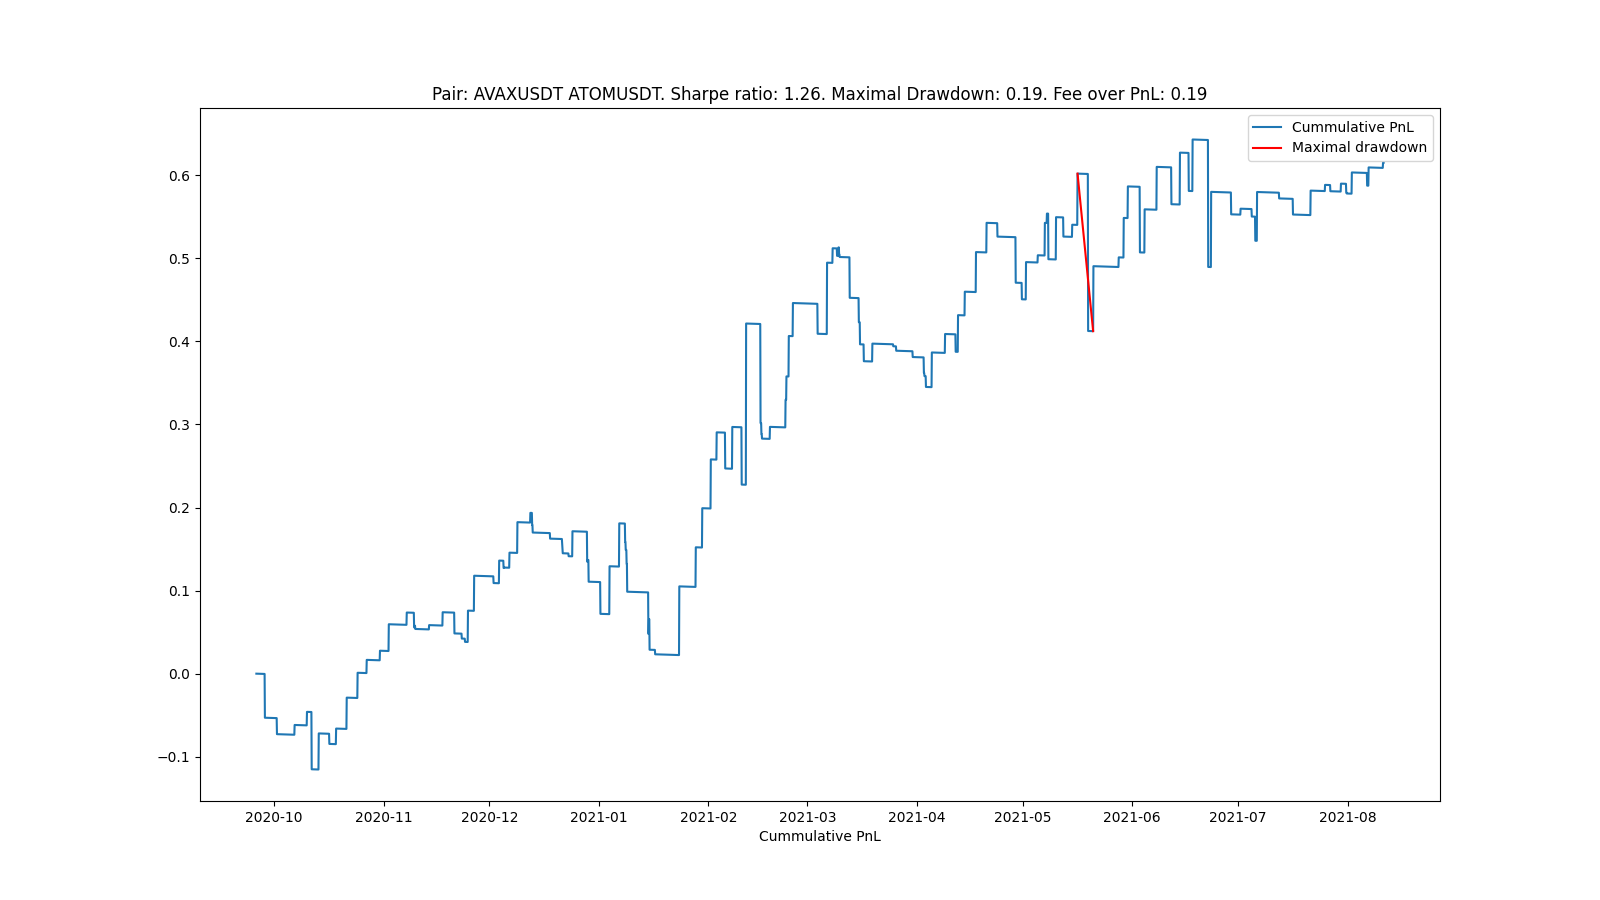 Pair: AVAXUSDT ATOMUSDT. Sharpe ratio: 1.26. Maximal Drawdown: 0.19. Fee over PnL: 0.19
Cummulative PnL
Maximal drawdown
0.6
0.5
0.4
0.3
0.2
0.1
0.0
−0.1
2020-10 2020-11 2020-12 2021-01 2021-02 2021-03 2021-04 2021-05 2021-06 2021-07 2021-08
Cummulative PnL